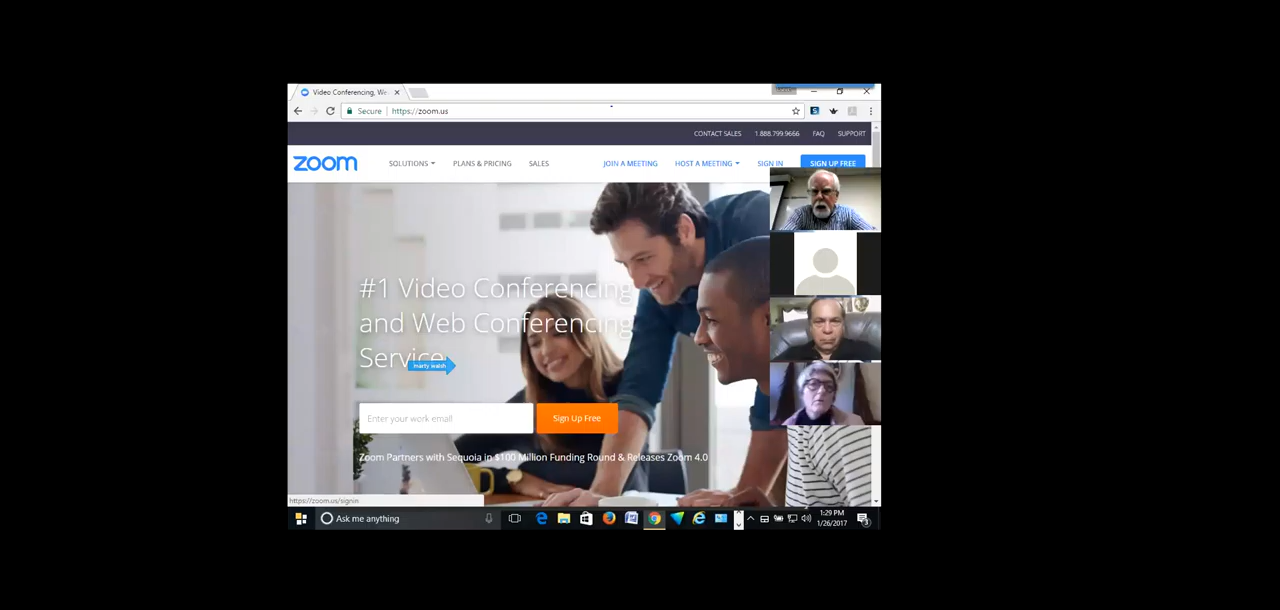 Video Conferencing, We
Secure
https://zoom.us
CONTACT SALES 1.888.799.9666 FAQ SUPPORT
zoom
SOLUTIONS PLANS & PRICING SALES JOIN A MEETING HOST A MEETING SIGN IN SIGN UP FREE
#1 Video Conferencing
and Web Conferencing
Service
marty walsh
Enter your work email Sign Up Free
Zoom Partners with Sequoia in $100 Million Funding Round & Releases Zoom 4.0
https://zoom.us/signin
Ask me anything
1:29 PM
1/26/2017